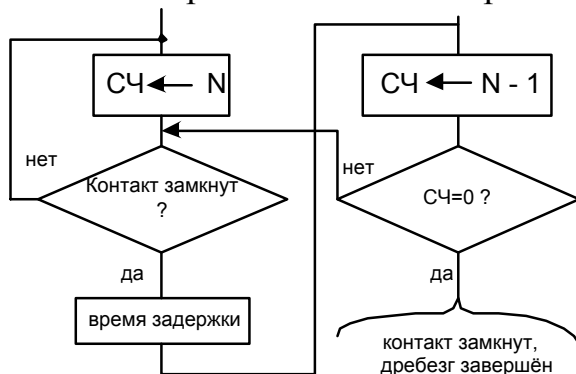 СЧ ← N
нет
Контакт замкнут
?
да
время задержки
СЧ ← N - 1
нет
СЧ=0 ?
да
контакт замкнут,
дребезг завершён